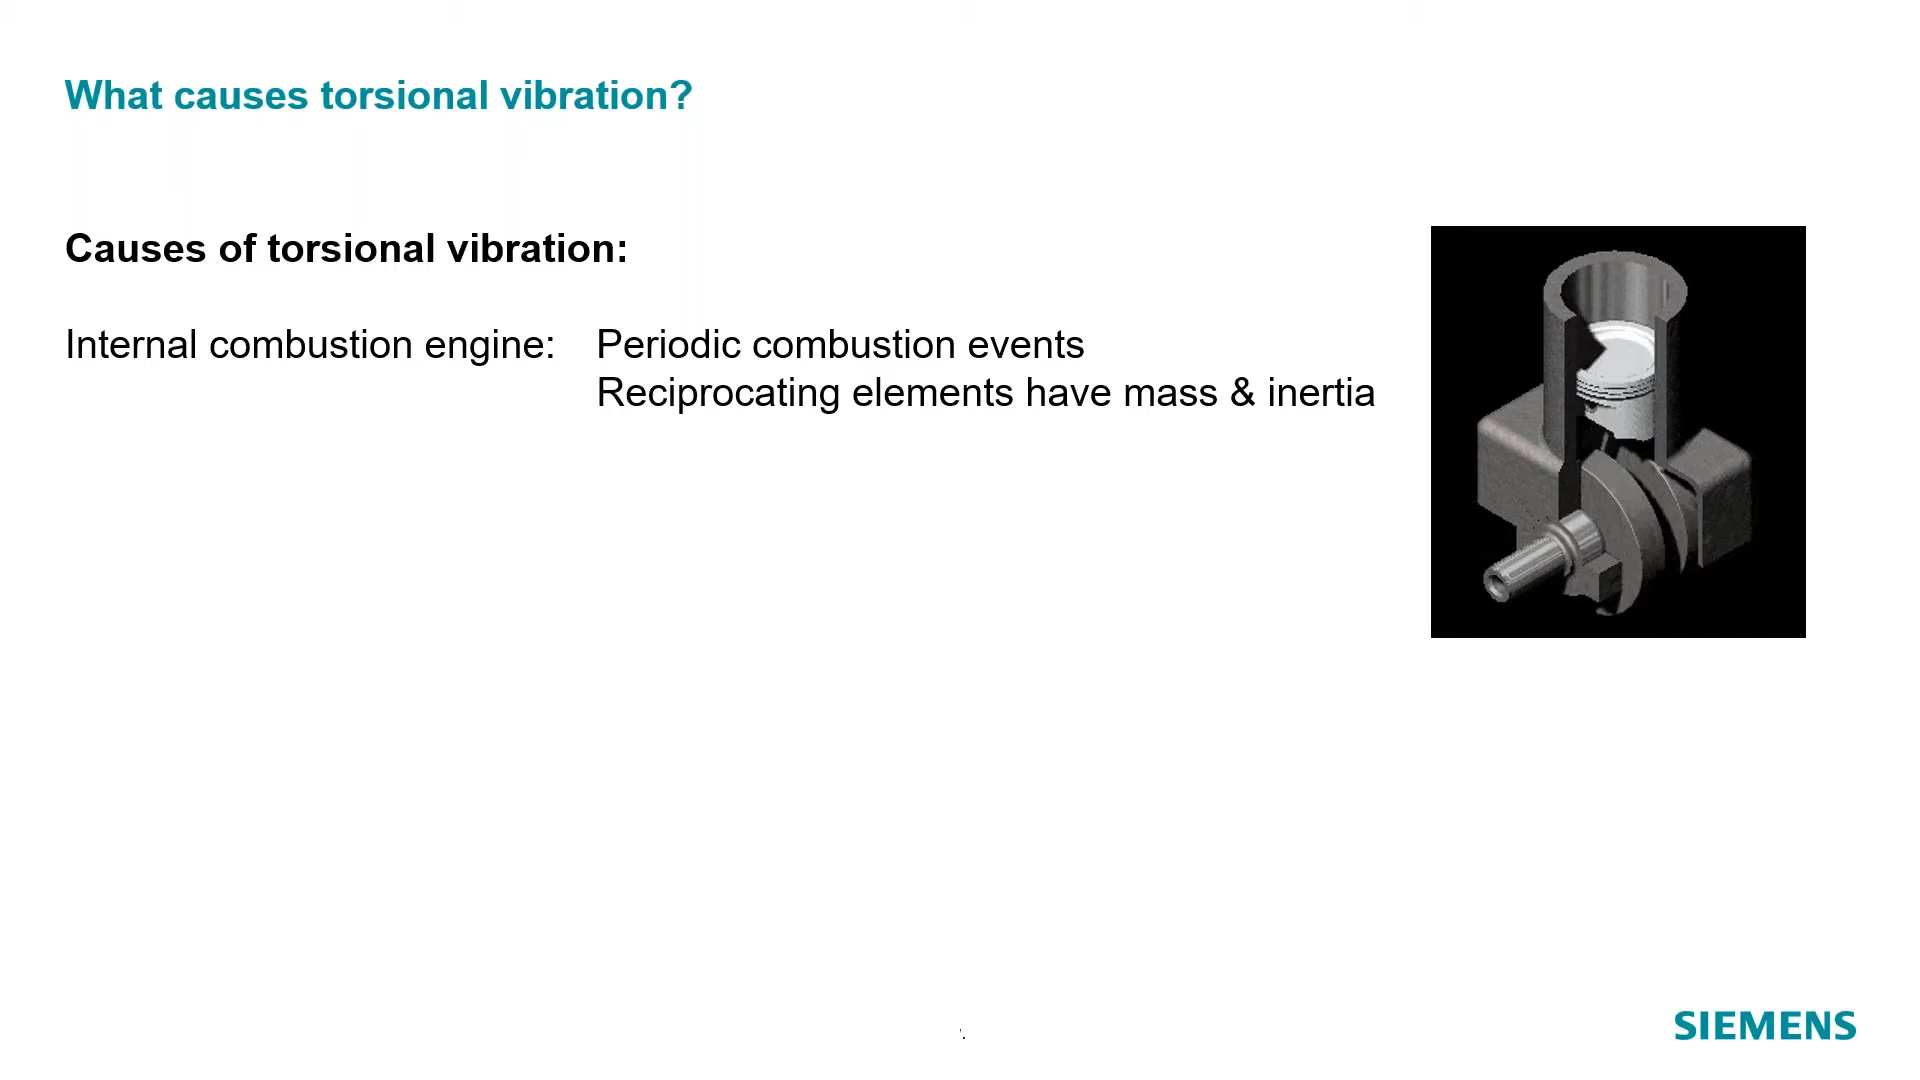 What causes torsional vibration?
Causes of torsional vibration:
Internal combustion engine: Periodic combustion events
Reciprocating elements have mass & inertia
SIEMENS